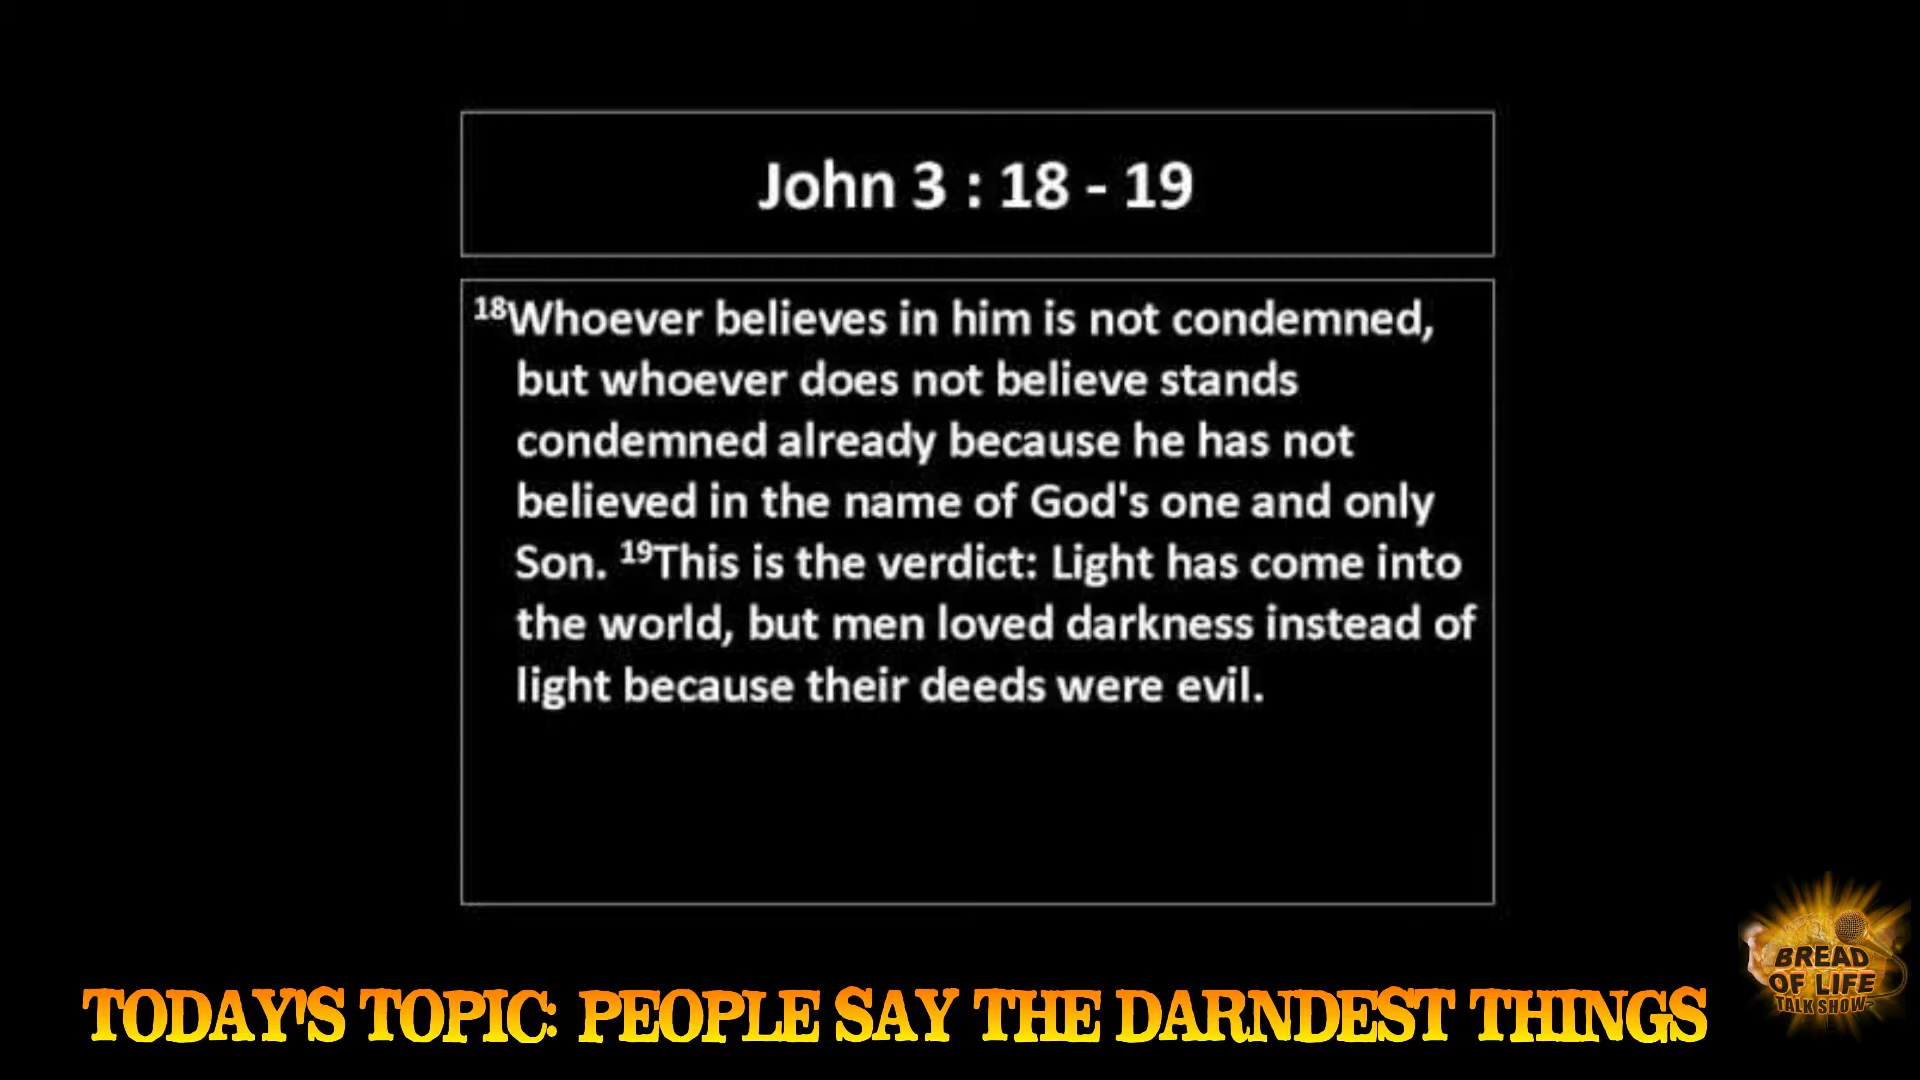 John 3 : 18 - 19
¹⁸Whoever believes in him is not condemned,
but whoever does not believe stands
condemned already because he has not
believed in the name of God's one and only
Son. ¹⁹This is the verdict: Light has come into
the world, but men loved darkness instead of
light because their deeds were evil.
BREAD
OF LIFE
TALK SHOW
TODAY'S TOPIC: PEOPLE SAY THE DARNDEST THINGS